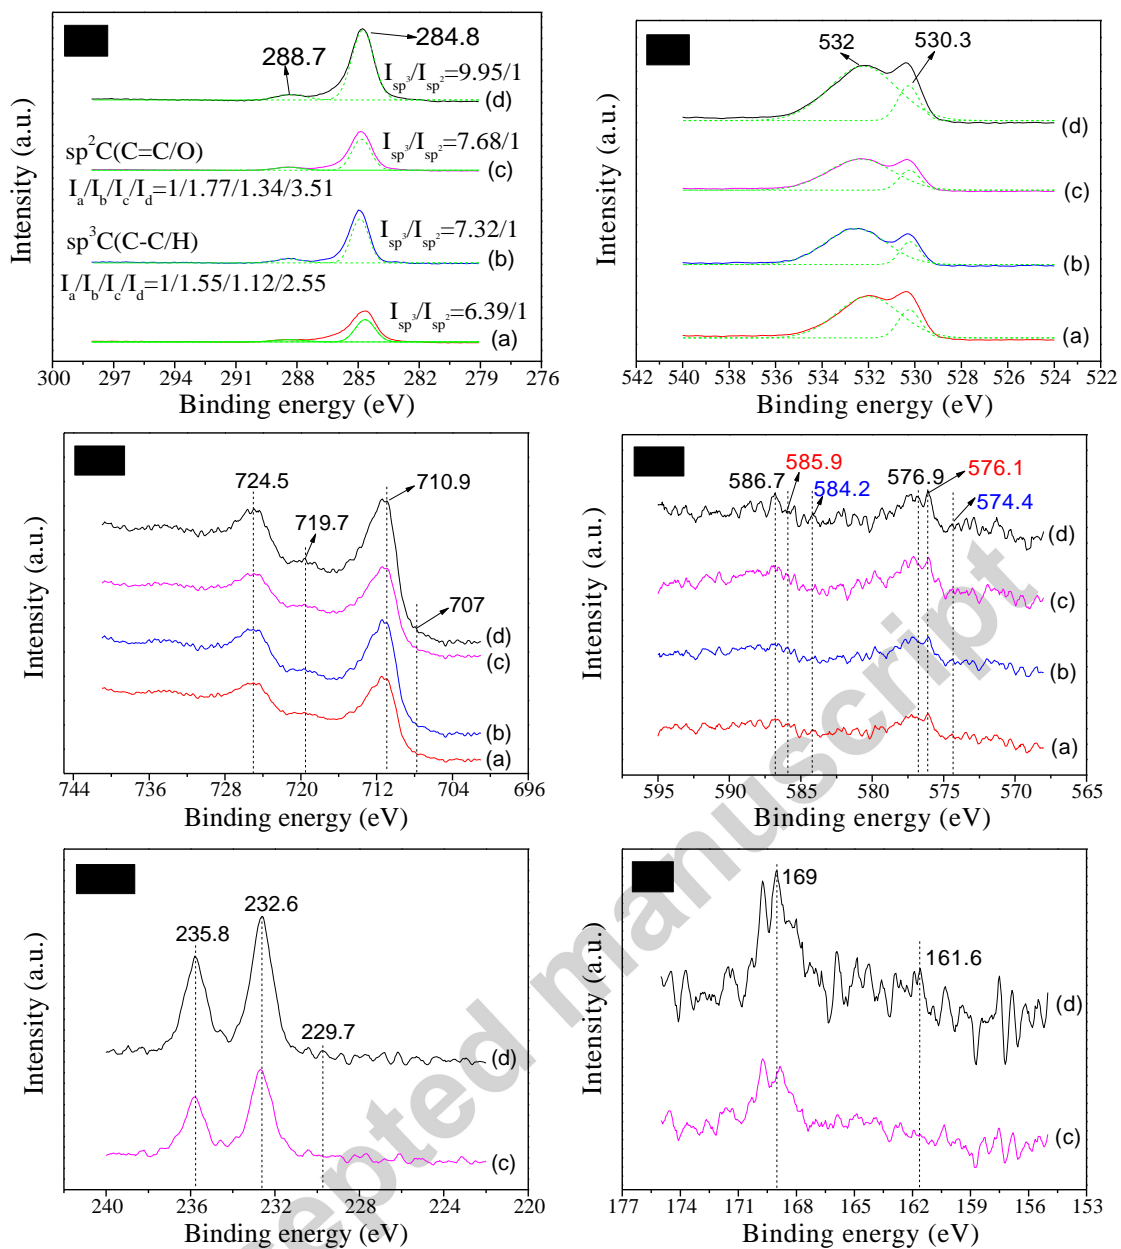 288.7
284.8
I_sp³/I_sp²=9.95/1
(d)
sp²C(C=C/O)
I_sp³/I_sp²=7.68/1
(c)
I_a/I_b/I_c/I_d=1/1.77/1.34/3.51
sp³C(C-C/H)
I_sp³/I_sp²=7.32/1
(b)
I_a/I_b/I_c/I_d=1/1.55/1.12/2.55
I_sp³/I_sp²=6.39/1
(a)
Intensity (a.u.)
300 297 294 291 288 285 282 279 276
Binding energy (eV)
532
530.3
(d)
(c)
(b)
(a)
Intensity (a.u.)
542 540 538 536 534 532 530 528 526 524 522
Binding energy (eV)
724.5
719.7
710.9
707
(d)
(c)
(b)
(a)
Intensity (a.u.)
744 736 728 720 712 704 696
Binding energy (eV)
586.7
585.9
584.2
576.9
576.1
574.4
(d)
(c)
(b)
(a)
Intensity (a.u.)
595 590 585 580 575 570 565
Binding energy (eV)
235.8
232.6
229.7
(d)
(c)
Intensity (a.u.)
240 236 232 228 224 220
Binding energy (eV)
169
161.6
(d)
(c)
Intensity (a.u.)
177 174 171 168 165 162 159 156 153
Binding energy (eV)
epted manuscript